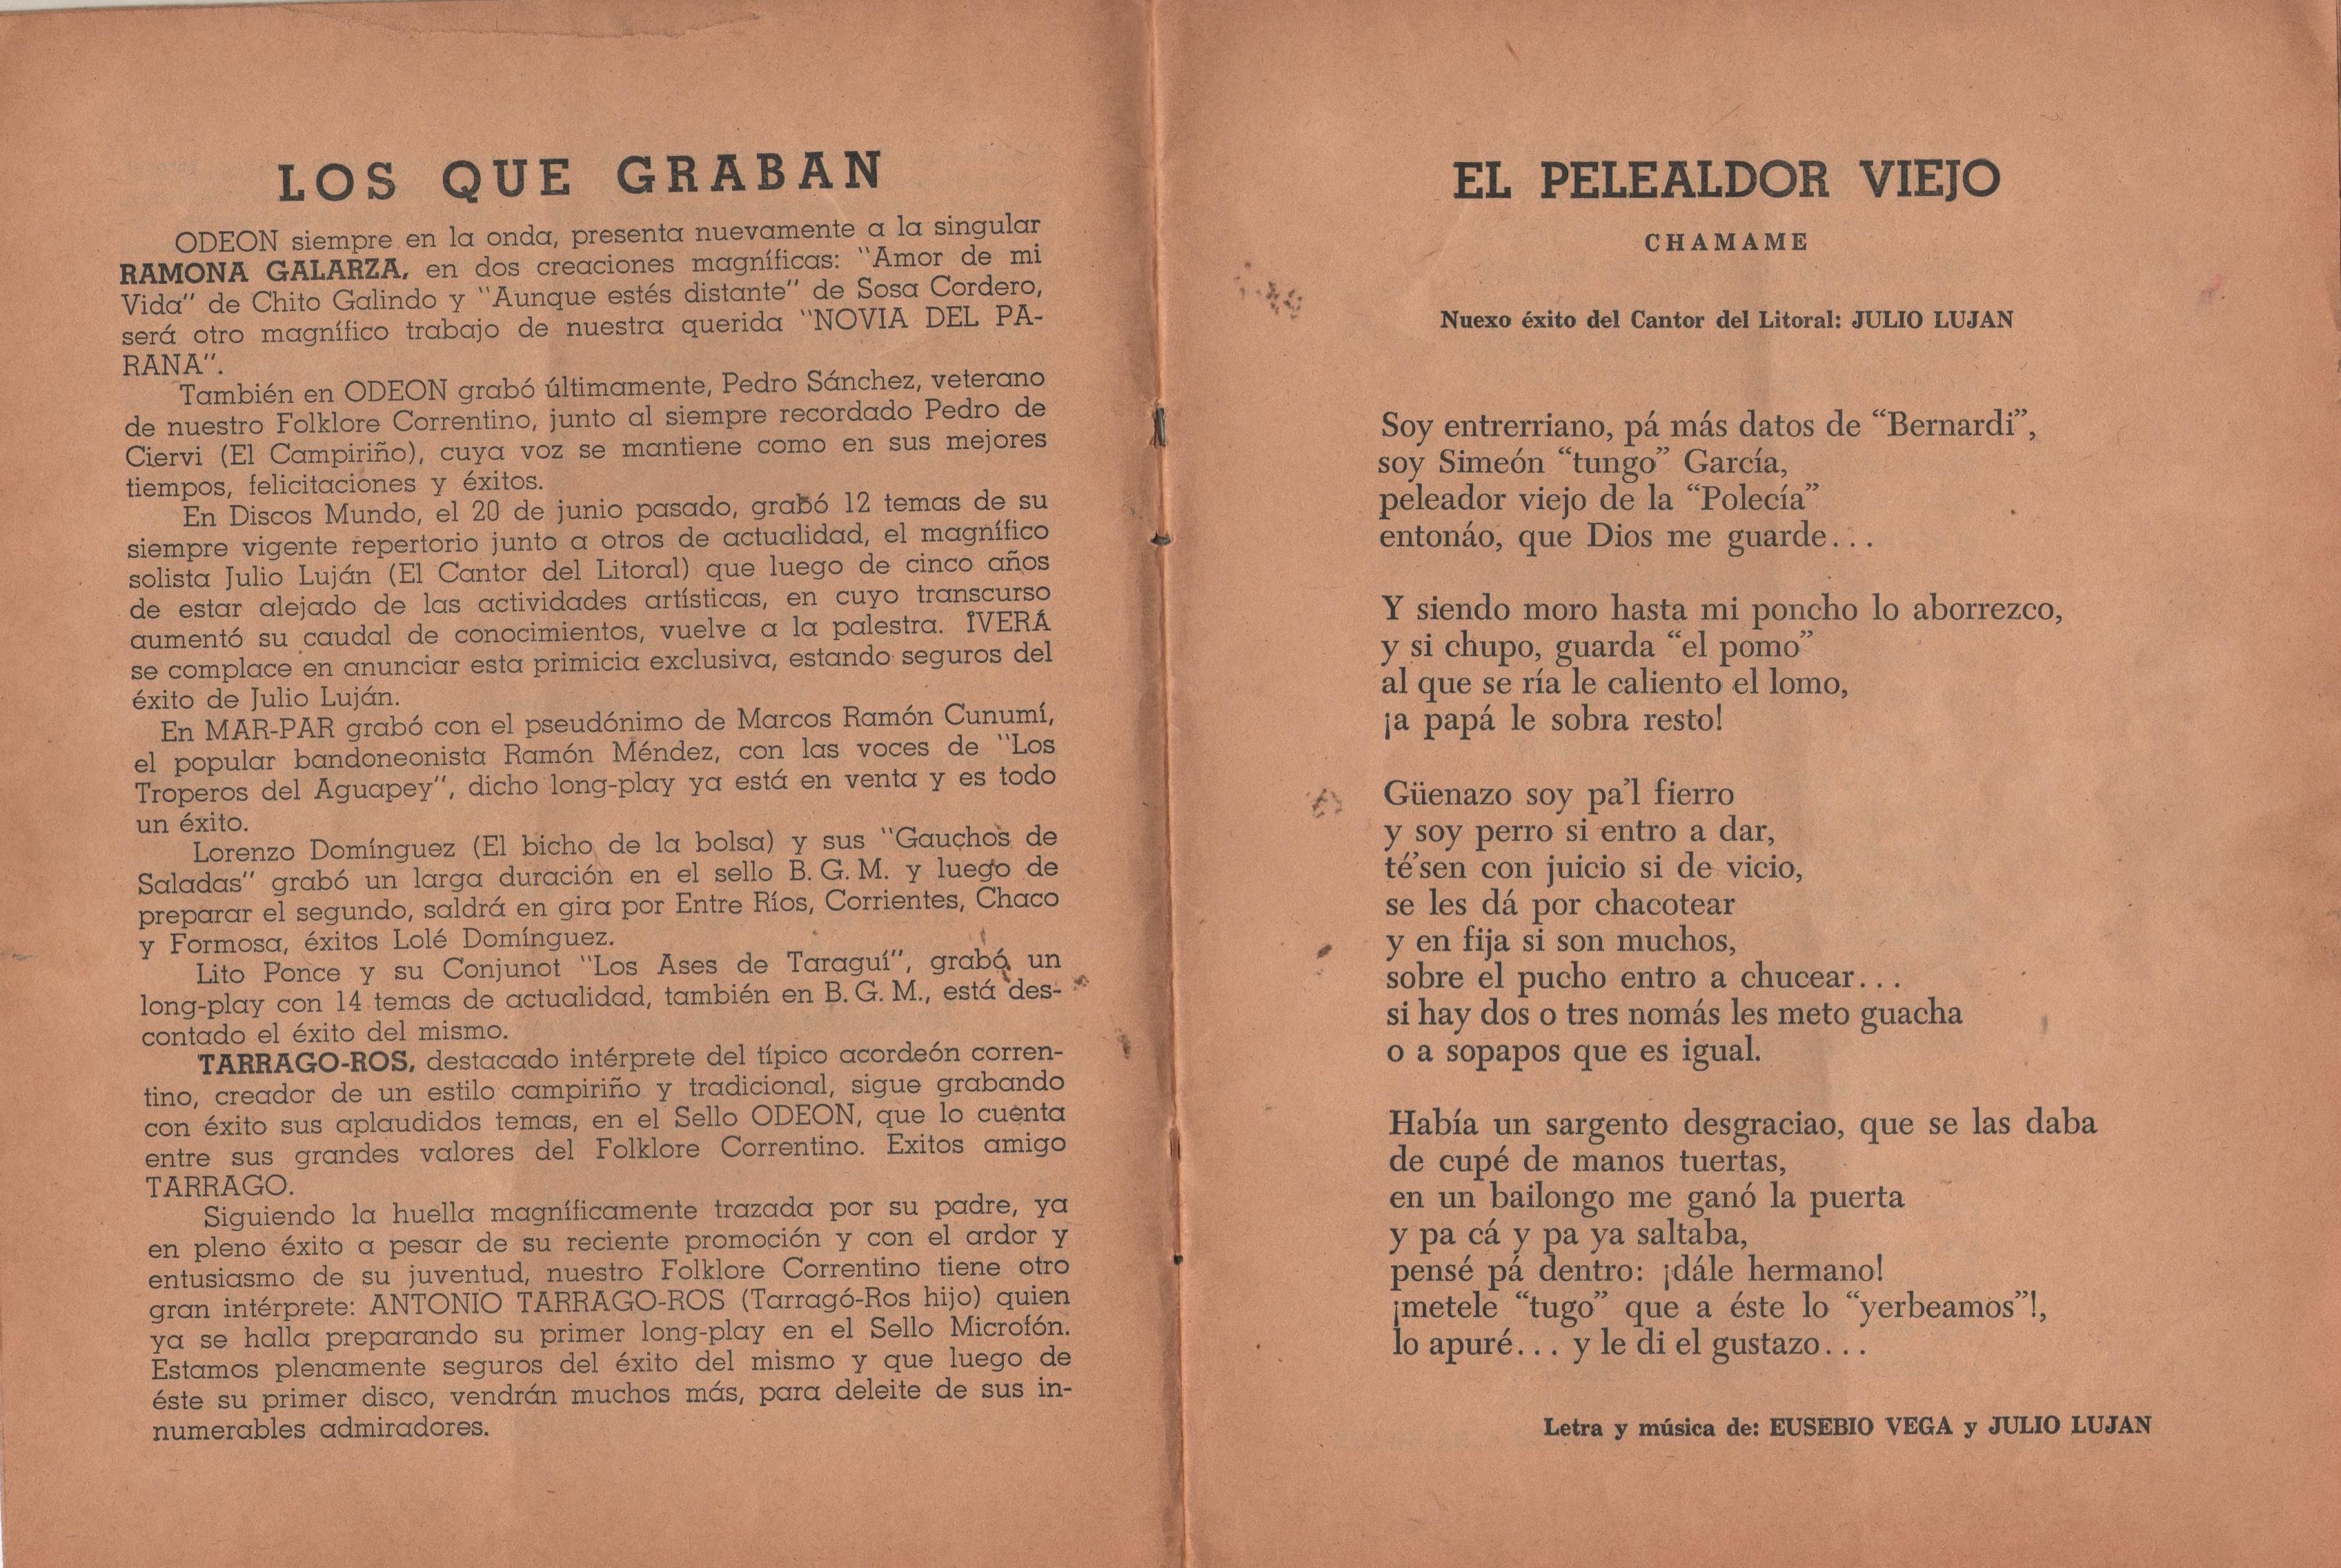 LOS QUE GRABAN
ODEON siempre en la onda, presenta nuevamente a la singular
RAMONA GALARZA, en dos creaciones magníficas: "Amor de mi
Vida" de Chito Galindo y "Aunque estés distante" de Sosa Cordero,
será otro magnífico trabajo de nuestra querida "NOVIA DEL PA-
RANA".
También en ODEON grabó últimamente, Pedro Sánchez, veterano
de nuestro Folklore Correntino, junto al siempre recordado Pedro de
Ciervi (El Campiriño), cuya voz se mantiene como en sus mejores
tiempos, felicitaciones y éxitos.
En Discos Mundo, el 20 de junio pasado, grabó 12 temas de su
siempre vigente repertorio junto a otros de actualidad, el magnífico
solista Julio Luján (El Cantor del Litoral) que luego de cinco años
de estar alejado de las actividades artísticas, en cuyo transcurso
aumentó su caudal de conocimientos, vuelve a la palestra. IVERÁ
se complace en anunciar esta primicia exclusiva, estando seguros del
éxito de Julio Luján.
En MAR-PAR grabó con el pseudónimo de Marcos Ramón Cunumí,
el popular bandoneonista Ramón Méndez, con las voces de "Los
Troperos del Aguapey", dicho long-play ya está en venta y es todo
un éxito.
Lorenzo Domínguez (El bicho de la bolsa) y sus "Gauchos de
Saladas" grabó un larga duración en el sello B. G. M. y luego de
preparar el segundo, saldrá en gira por Entre Ríos, Corrientes, Chaco
y Formosa, éxitos Lolé Domínguez.
Lito Ponce y su Conjunot "Los Ases de Taraguí", grabó un
long-play con 14 temas de actualidad, también en B. G. M., está des-
contado el éxito del mismo.
TARRAGO-ROS, destacado intérprete del típico acordeón corren-
tino, creador de un estilo campiriño y tradicional, sigue grabando
con éxito sus aplaudidos temas, en el Sello ODEON, que lo cuenta
entre sus grandes valores del Folklore Correntino. Exitos amigo
TARRAGO.
Siguiendo la huella magníficamente trazada por su padre, ya
en pleno éxito a pesar de su reciente promoción y con el ardor y
entusiasmo de su juventud, nuestro Folklore Correntino tiene otro
gran intérprete: ANTONIO TARRAGO-ROS (Tarragó-Ros hijo) quien
ya se halla preparando su primer long-play en el Sello Microfón.
Estamos plenamente seguros del éxito del mismo y que luego de
éste su primer disco, vendrán muchos más, para deleite de sus in-
numerables admiradores.
EL PELEALDOR VIEJO
CHAMAME
Nuexo éxito del Cantor del Litoral: JULIO LUJAN
Soy entrerriano, pá más datos de "Bernardi",
soy Simeón "tungo" García,
peleador viejo de la "Polecía"
entonáo, que Dios me guarde...
Y siendo moro hasta mi poncho lo aborrezco,
y si chupo, guarda "el pomo"
al que se ría le caliento el lomo,
¡a papá le sobra resto!
Güenazo soy pa'l fierro
y soy perro si entro a dar,
té'sen con juicio si de vicio,
se les dá por chacotear
y en fija si son muchos,
sobre el pucho entro a chucear...
si hay dos o tres nomás les meto guacha
o a sopapos que es igual.
Había un sargento desgraciao, que se las daba
de cupé de manos tuertas,
en un bailongo me ganó la puerta
y pa cá y pa ya saltaba,
pensé pá dentro: ¡dále hermano!
¡metele "tugo" que a éste lo "yerbeamos"!,
lo apuré... y le di el gustazo...
Letra y música de: EUSEBIO VEGA y JULIO LUJAN